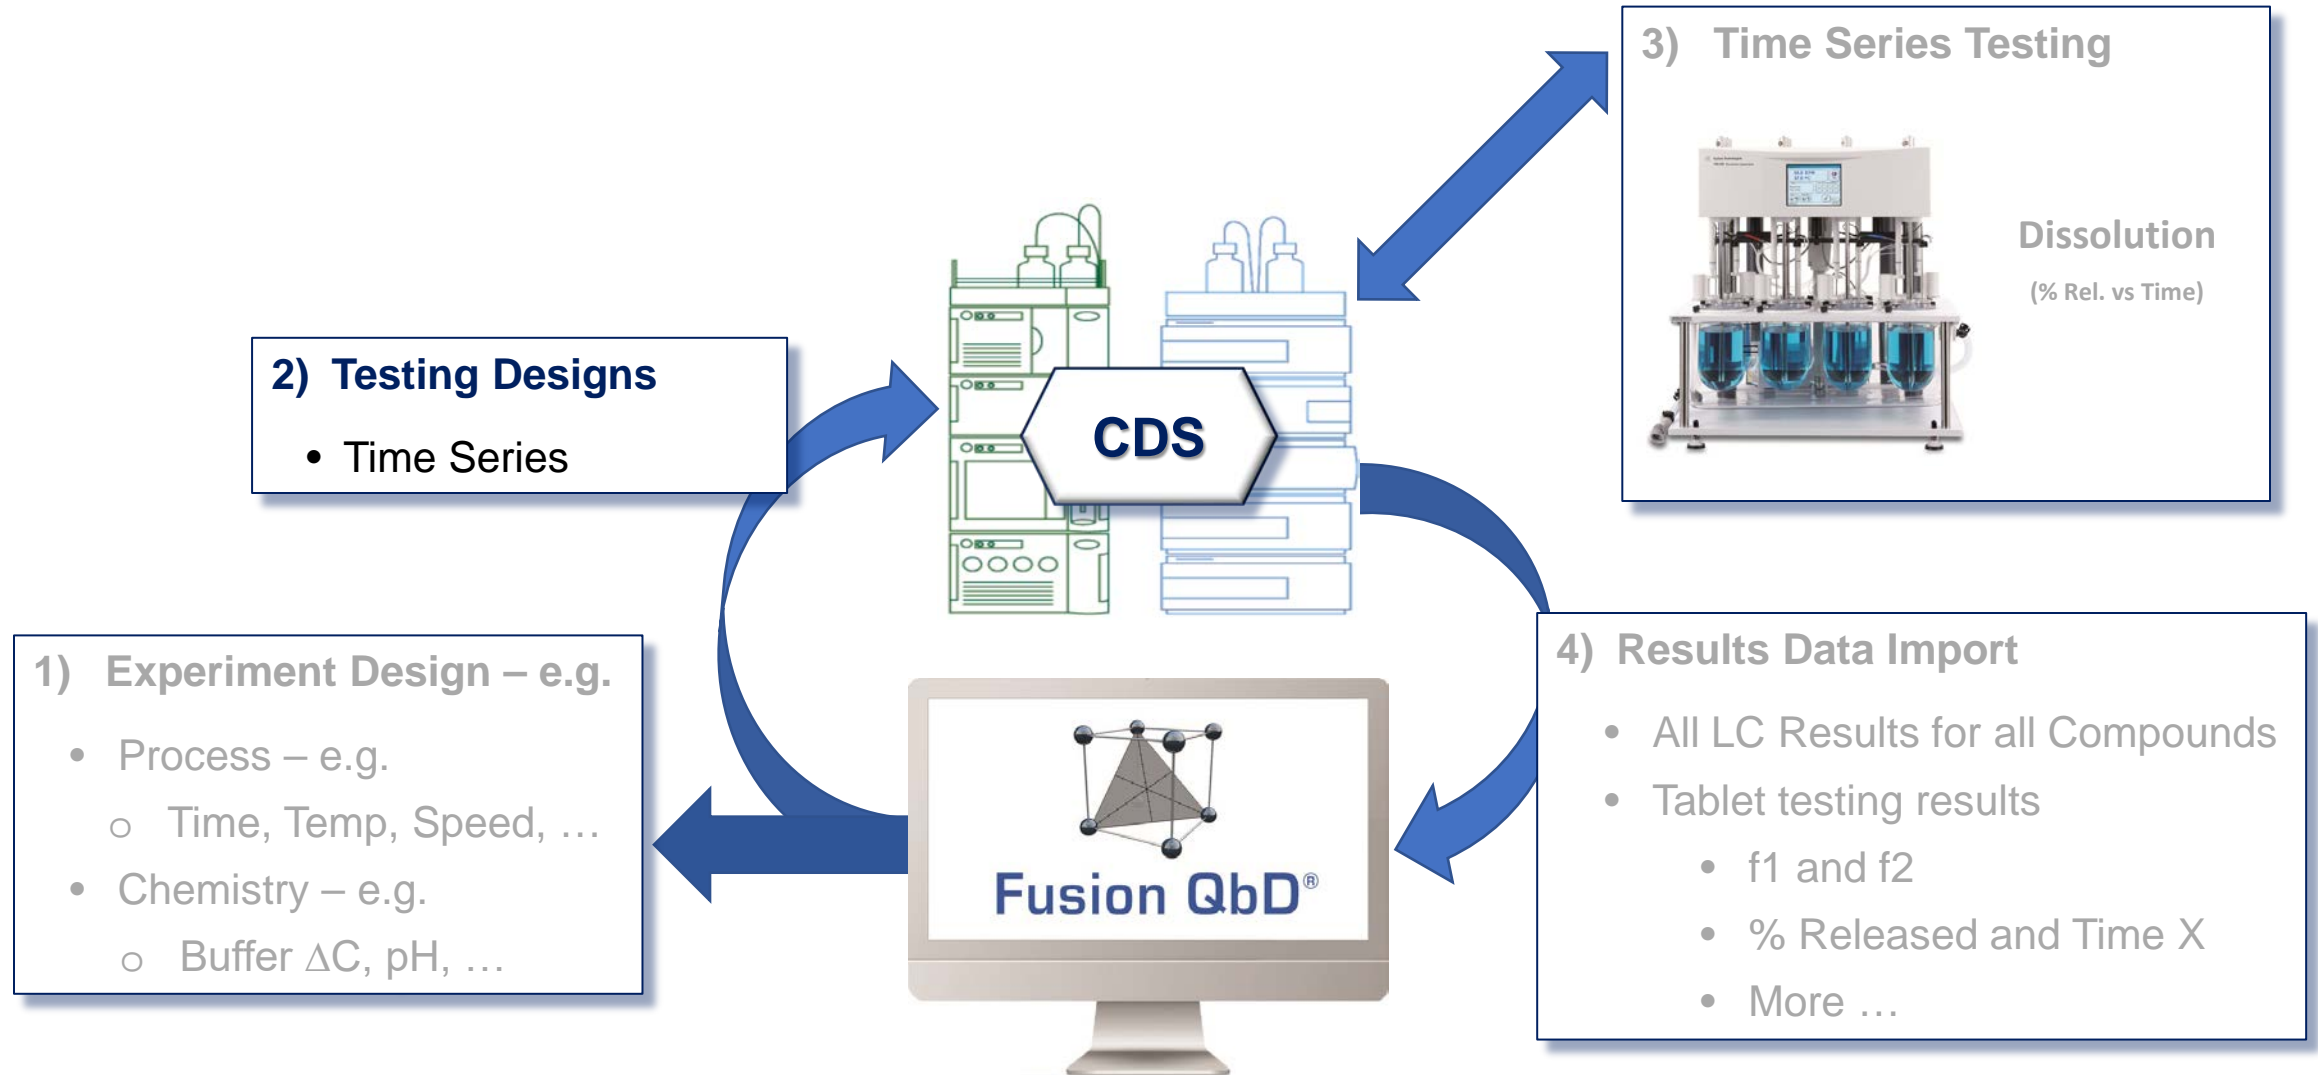 3) Time Series Testing
Dissolution
(% Rel. vs Time)
2) Testing Designs
• Time Series
CDS
1) Experiment Design – e.g.
• Process – e.g.
o Time, Temp, Speed, …
• Chemistry – e.g.
o Buffer ∆C, pH, …
Fusion QbD®
4) Results Data Import
• All LC Results for all Compounds
• Tablet testing results
• f1 and f2
• % Released and Time X
• More …